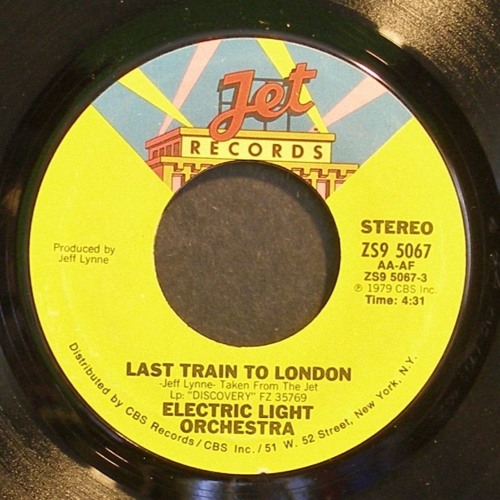 Jet
RECORDS
STEREO
ZS9 5067
AA-AF
ZS9 5067-3
℗ 1979 CBS Inc.
Time: 4:31
Produced by
Jeff Lynne
LAST TRAIN TO LONDON
-Jeff Lynne- Taken From The Jet
Lp: "DISCOVERY" FZ 35769
ELECTRIC LIGHT
ORCHESTRA
Distributed by CBS Records/CBS Inc./51 W. 52 Street, New York, N.Y.